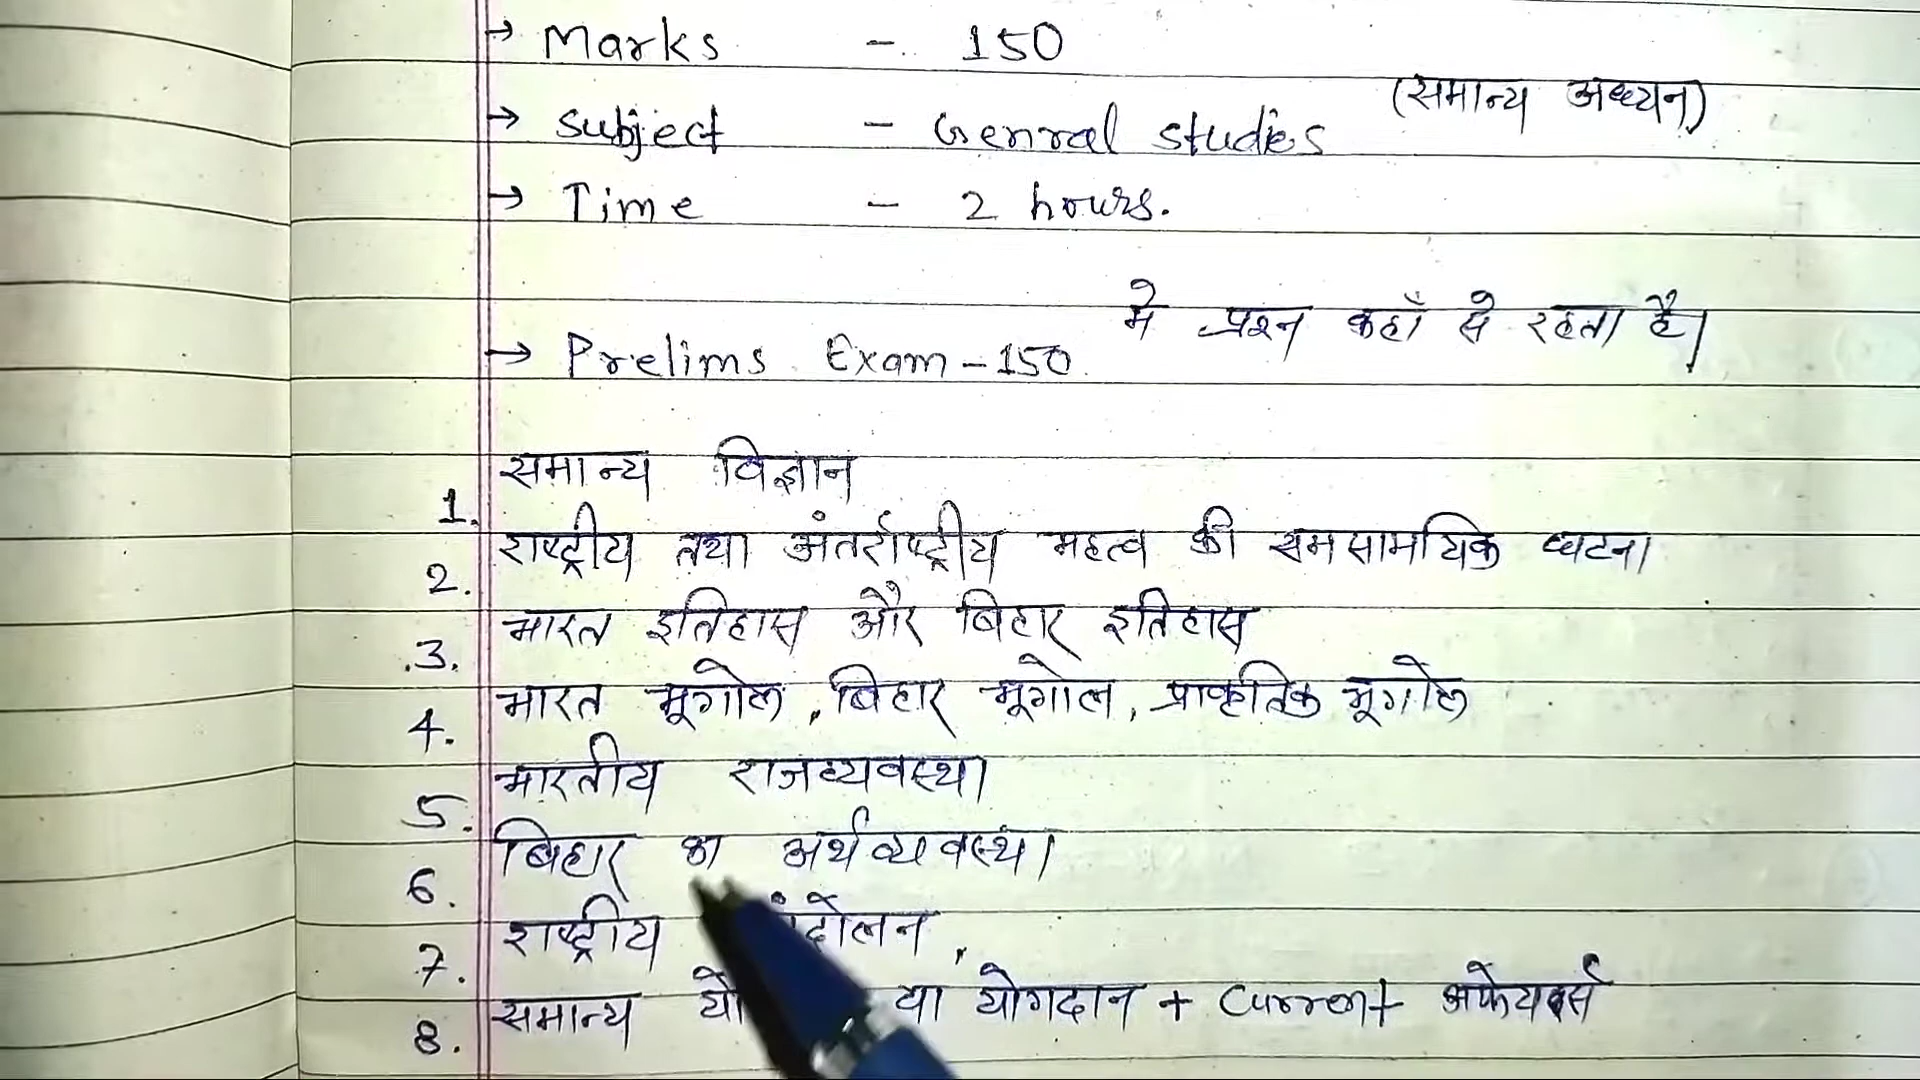 → Marks - 150
(समान्य अध्ध्यन)
→ Subject - Genral studies
→ Time - 2 hours.
मे प्रश्न कहाँ से रहता है।
→ Prelims Exam - 150
1. समान्य विज्ञान
2. राष्ट्रीय तथा अंतर्राष्ट्रीय महत्व की समसामयिक घटना
3. भारत इतिहास और बिहार इतिहास
4. भारत भूगोल, बिहार भूगोल, प्राकृतिक भूगोल
5. भारतीय राजव्यवस्था
6. बिहार का अर्थव्यवस्था
7. राष्ट्रीय
8. समान्य या योगदान + Current अफेयर्स